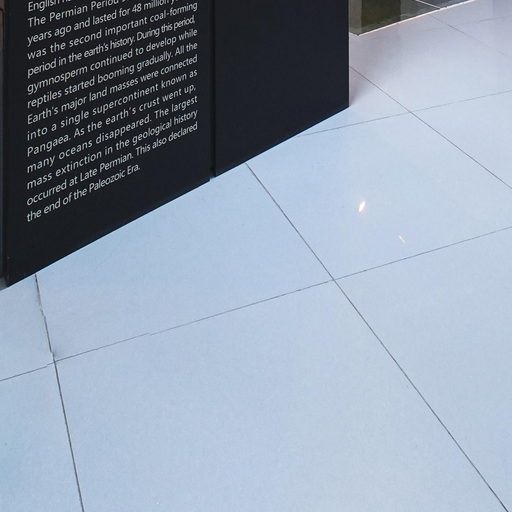 English
The Permian Period
years ago and lasted for 48 million
was the second important coal-forming
period in the earth's history. During this period,
gymnosperm continued to develop while
reptiles started booming gradually. All the
Earth's major land masses were connected
into a single supercontinent known as
Pangaea. As the earth's crust went up,
many oceans disappeared. The largest
mass extinction in the geological history
occurred at Late Permian. This also declared
the end of the Paleozoic Era.